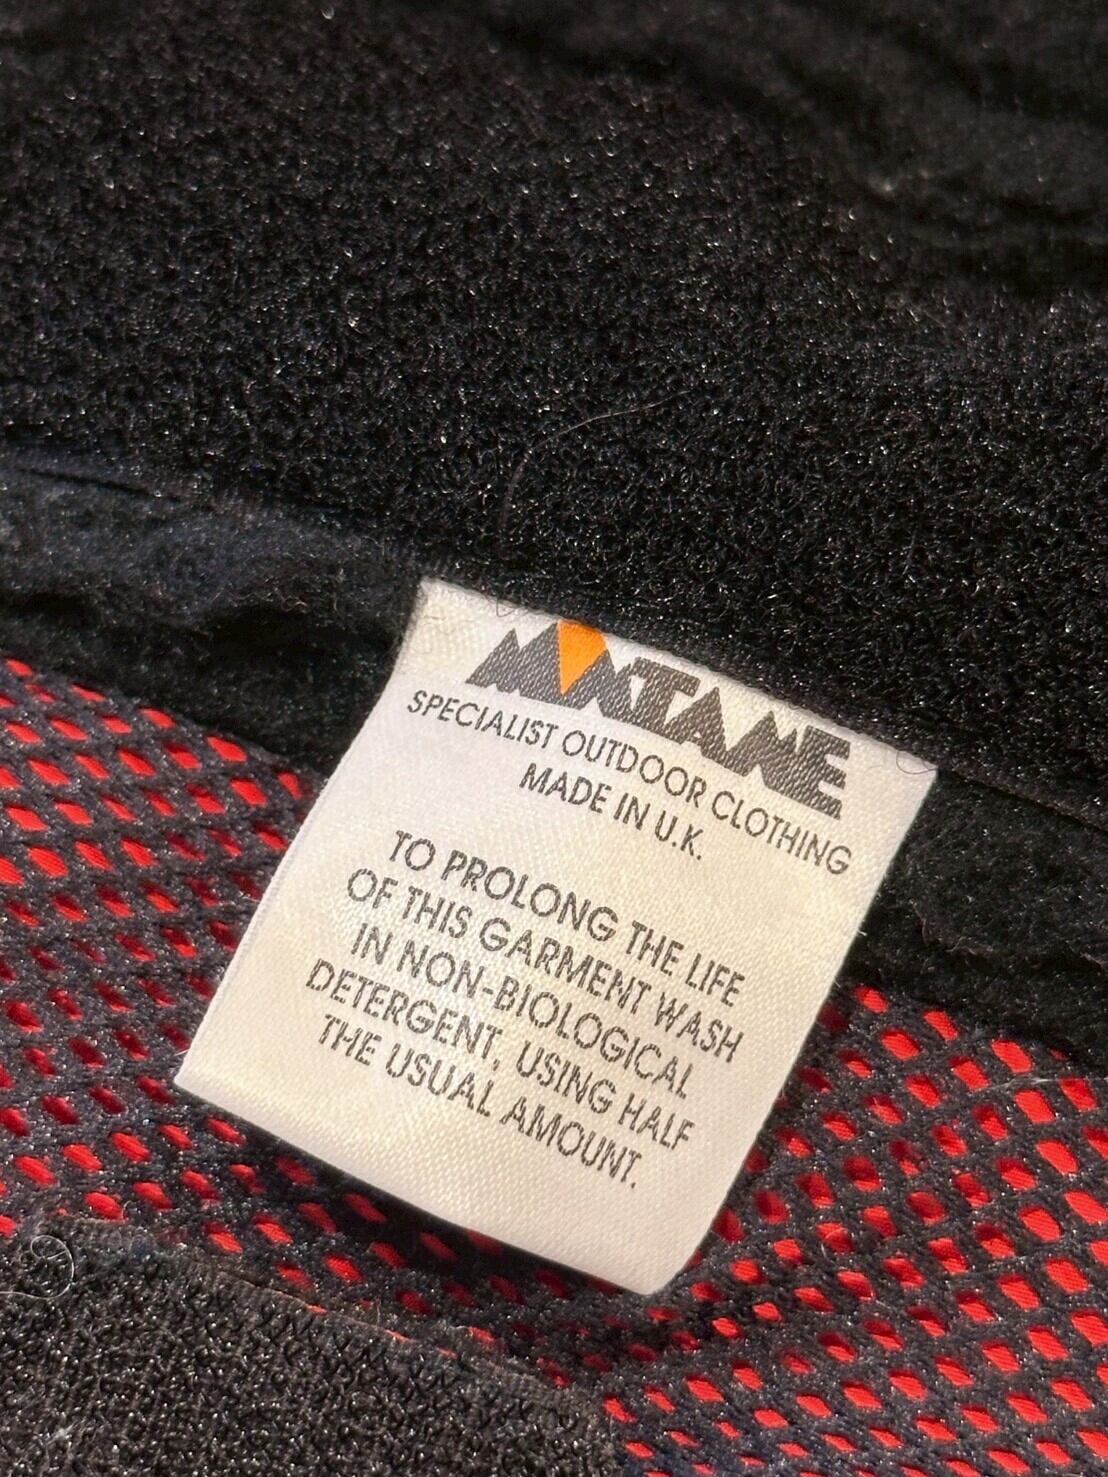 MONTANE
SPECIALIST OUTDOOR CLOTHING
MADE IN U.K.
TO PROLONG THE LIFE
OF THIS GARMENT WASH
IN NON-BIOLOGICAL
DETERGENT, USING HALF
THE USUAL AMOUNT.